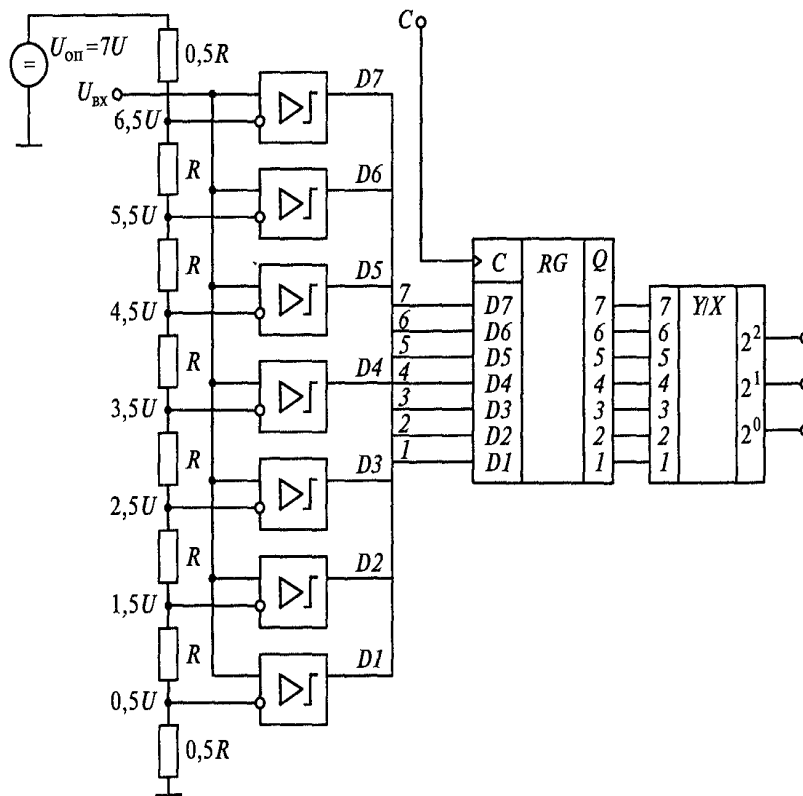 C
U оп = 7U
0,5R
U вх
6,5U
D7
R
5,5U
D6
R
4,5U
D5
R
3,5U
D4
R
2,5U
D3
R
1,5U
D2
R
0,5U
D1
0,5R
7
6
5
4
3
2
1
C RG Q
D7 7
D6 6
D5 5
D4 4
D3 3
D2 2
D1 1
Y/X
7
6 2²
5
4 2¹
3
2 2⁰
1